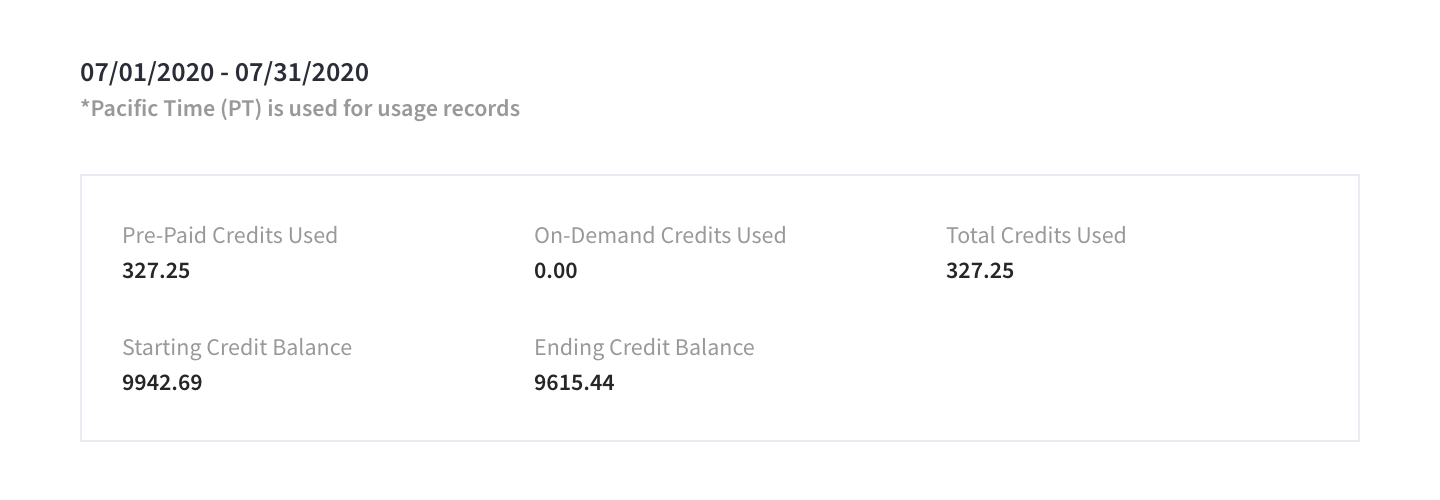 07/01/2020 - 07/31/2020
*Pacific Time (PT) is used for usage records
Pre-Paid Credits Used
327.25
On-Demand Credits Used
0.00
Total Credits Used
327.25
Starting Credit Balance
9942.69
Ending Credit Balance
9615.44